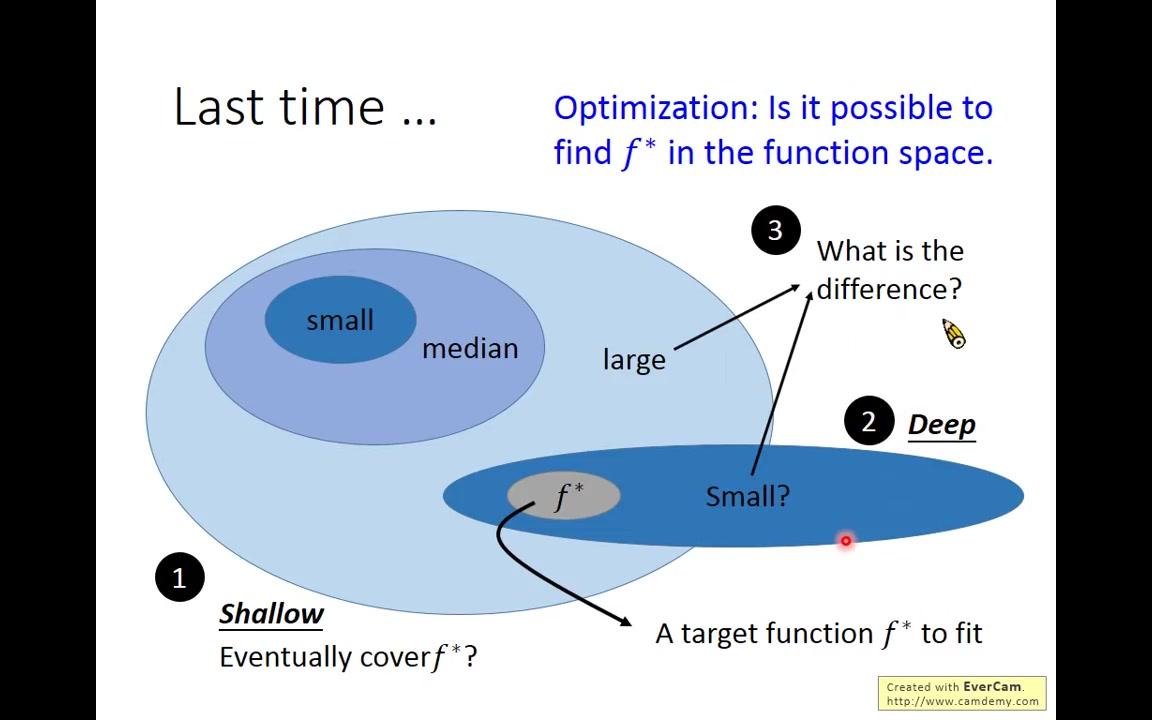 Last time …
Optimization: Is it possible to
find f* in the function space.
3
What is the
difference?
small
median
large
2
Deep
f*
Small?
1
Shallow
Eventually cover f*?
A target function f* to fit
Created with EverCam.
http://www.camdemy.com